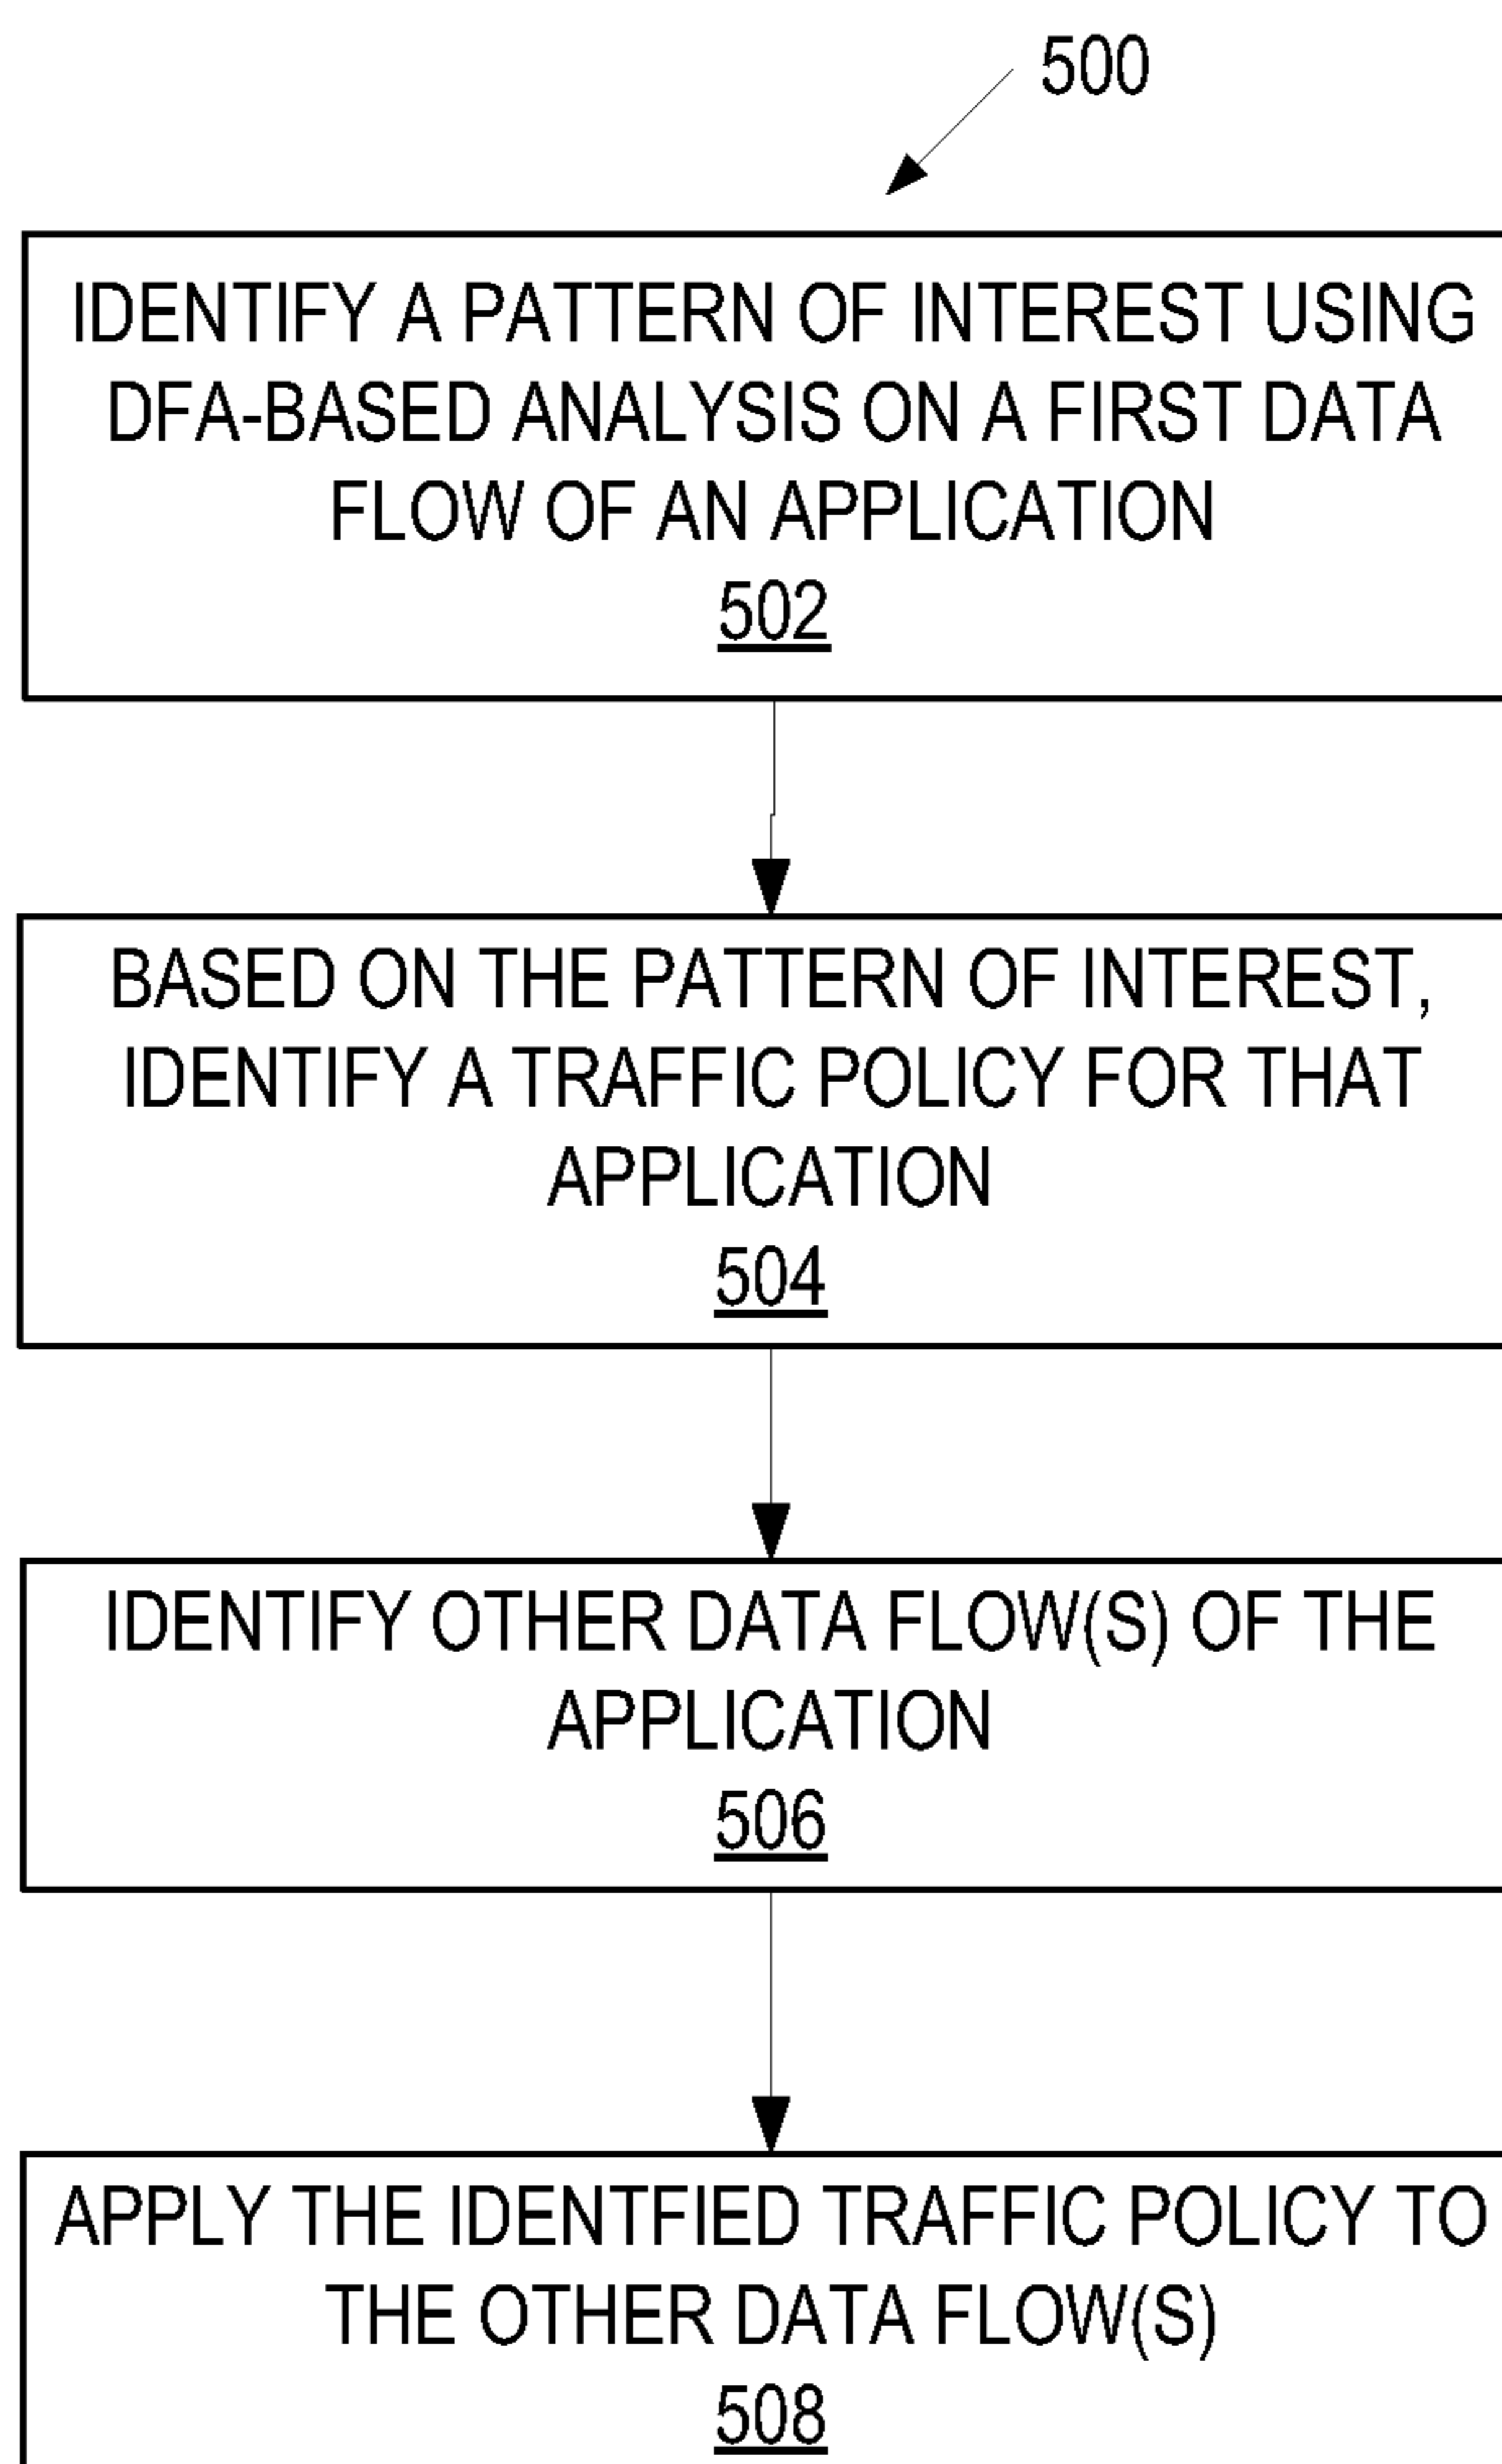 500
IDENTIFY A PATTERN OF INTEREST USING
DFA-BASED ANALYSIS ON A FIRST DATA
FLOW OF AN APPLICATION
502
BASED ON THE PATTERN OF INTEREST,
IDENTIFY A TRAFFIC POLICY FOR THAT
APPLICATION
504
IDENTIFY OTHER DATA FLOW(S) OF THE
APPLICATION
506
APPLY THE IDENTFIED TRAFFIC POLICY TO
THE OTHER DATA FLOW(S)
508